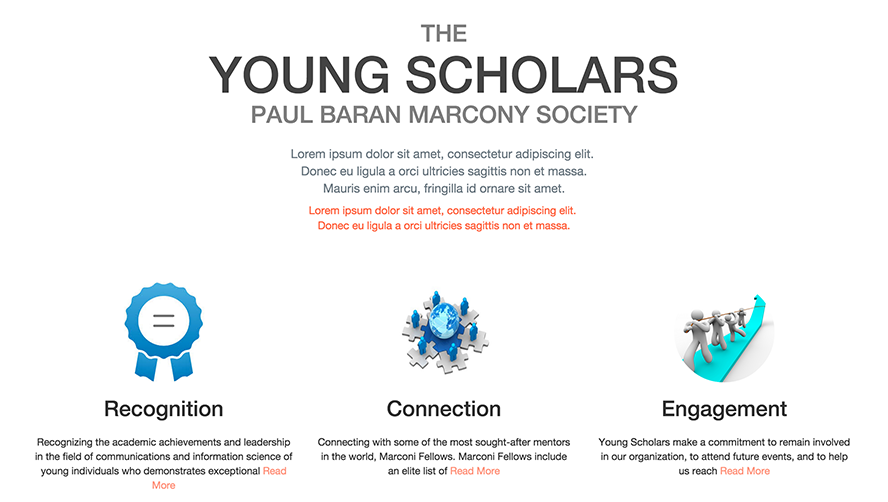 THE
YOUNG SCHOLARS
PAUL BARAN MARCONY SOCIETY
Lorem ipsum dolor sit amet, consectetur adipiscing elit.
Donec eu ligula a orci ultricies sagittis non et massa.
Mauris enim arcu, fringilla id ornare sit amet.
Lorem ipsum dolor sit amet, consectetur adipiscing elit.
Donec eu ligula a orci ultricies sagittis non et massa.
Recognition
Recognizing the academic achievements and leadership
in the field of communications and information science of
young individuals who demonstrates exceptional Read
More
Connection
Connecting with some of the most sought-after mentors
in the world, Marconi Fellows. Marconi Fellows include
an elite list of Read More
Engagement
Young Scholars make a commitment to remain involved
in our organization, to attend future events, and to help
us reach Read More